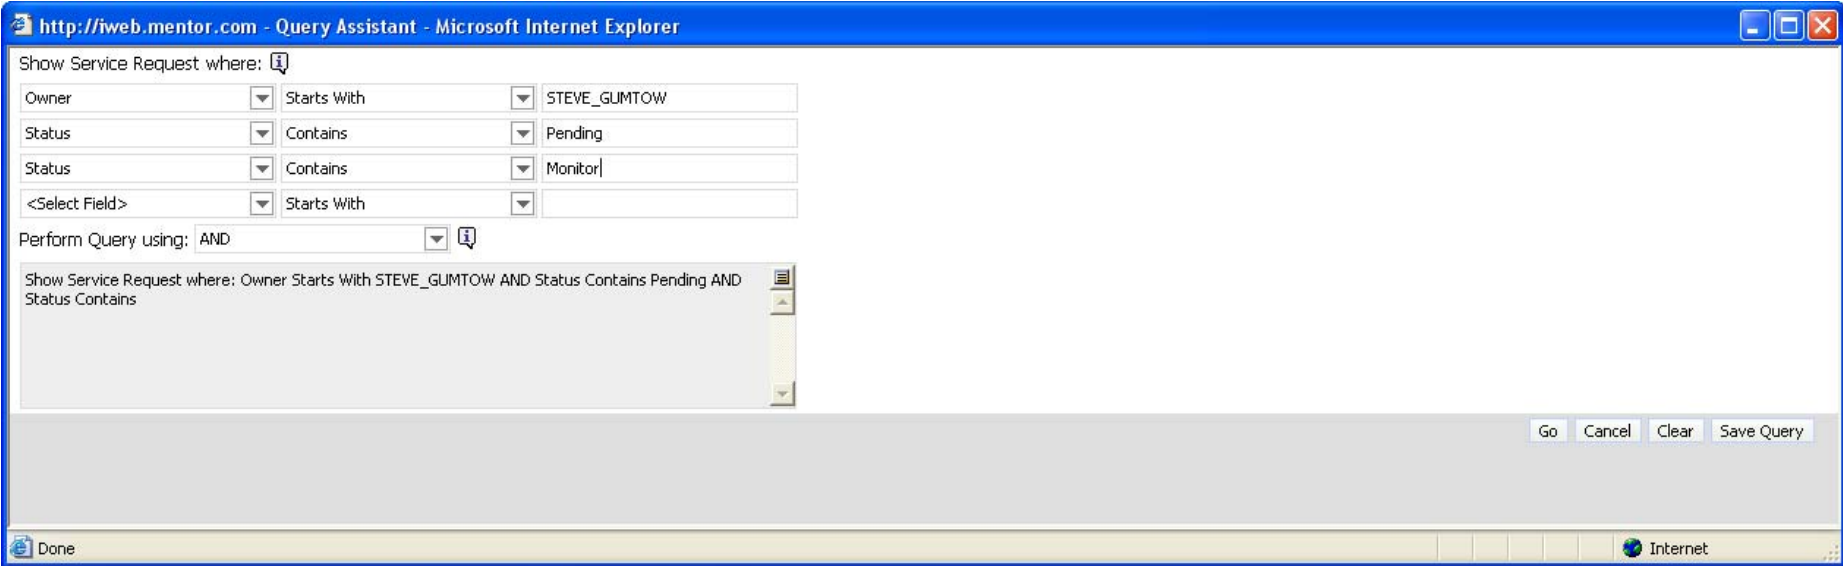 http://iweb.mentor.com - Query Assistant - Microsoft Internet Explorer
Show Service Request where:
Owner Starts With STEVE_GUMTOW
Status Contains Pending
Status Contains Monitor
<Select Field> Starts With
Perform Query using: AND
Show Service Request where: Owner Starts With STEVE_GUMTOW AND Status Contains Pending AND
Status Contains
Go Cancel Clear Save Query
Done Internet